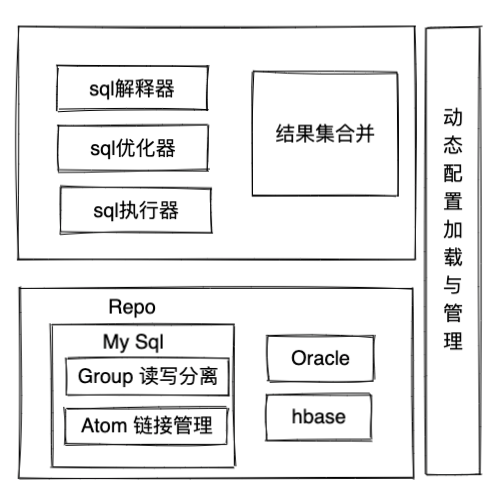 sql解释器
sql优化器
sql执行器
结果集合并
Repo
My Sql
Group 读写分离
Atom 链接管理
Oracle
hbase
动
态
配
置
加
载
与
管
理